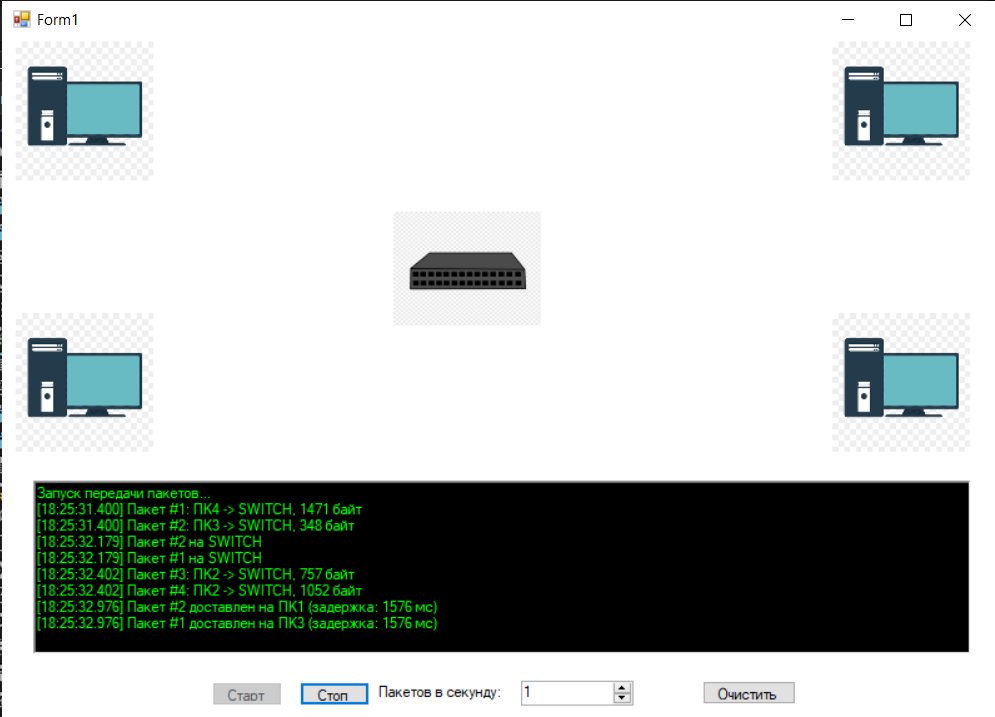 Form1
Запуск передачи пакетов...
[18:25:31.400] Пакет #1: ПК4 -> SWITCH, 1471 байт
[18:25:31.400] Пакет #2: ПК3 -> SWITCH, 348 байт
[18:25:32.179] Пакет #2 на SWITCH
[18:25:32.179] Пакет #1 на SWITCH
[18:25:32.402] Пакет #3: ПК2 -> SWITCH, 757 байт
[18:25:32.402] Пакет #4: ПК2 -> SWITCH, 1052 байт
[18:25:32.976] Пакет #2 доставлен на ПК1 (задержка: 1576 мс)
[18:25:32.976] Пакет #1 доставлен на ПК3 (задержка: 1576 мс)
Старт Стоп Пакетов в секунду: 1 Очистить